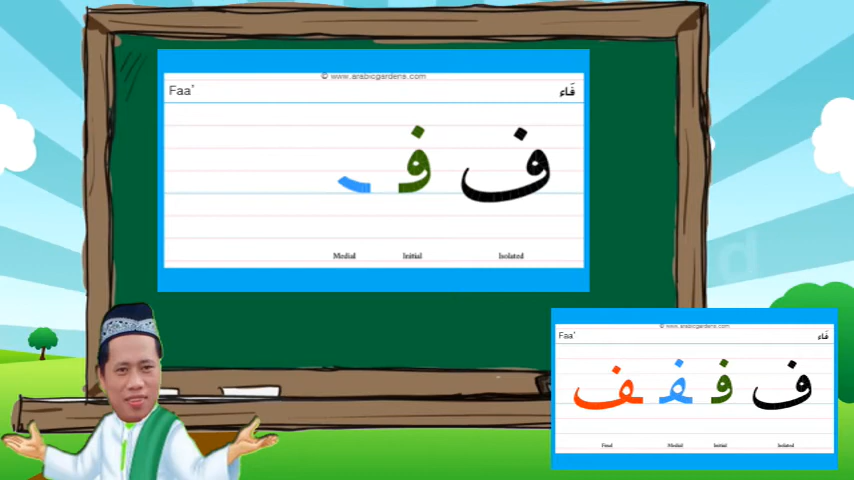 © www.arabicgardens.com
Faa' فَاء
ف ف
Medial Initial Isolated
© www.arabicgardens.com
Faa' فَاء
ف ف ف ف
Final Medial Initial Isolated
d